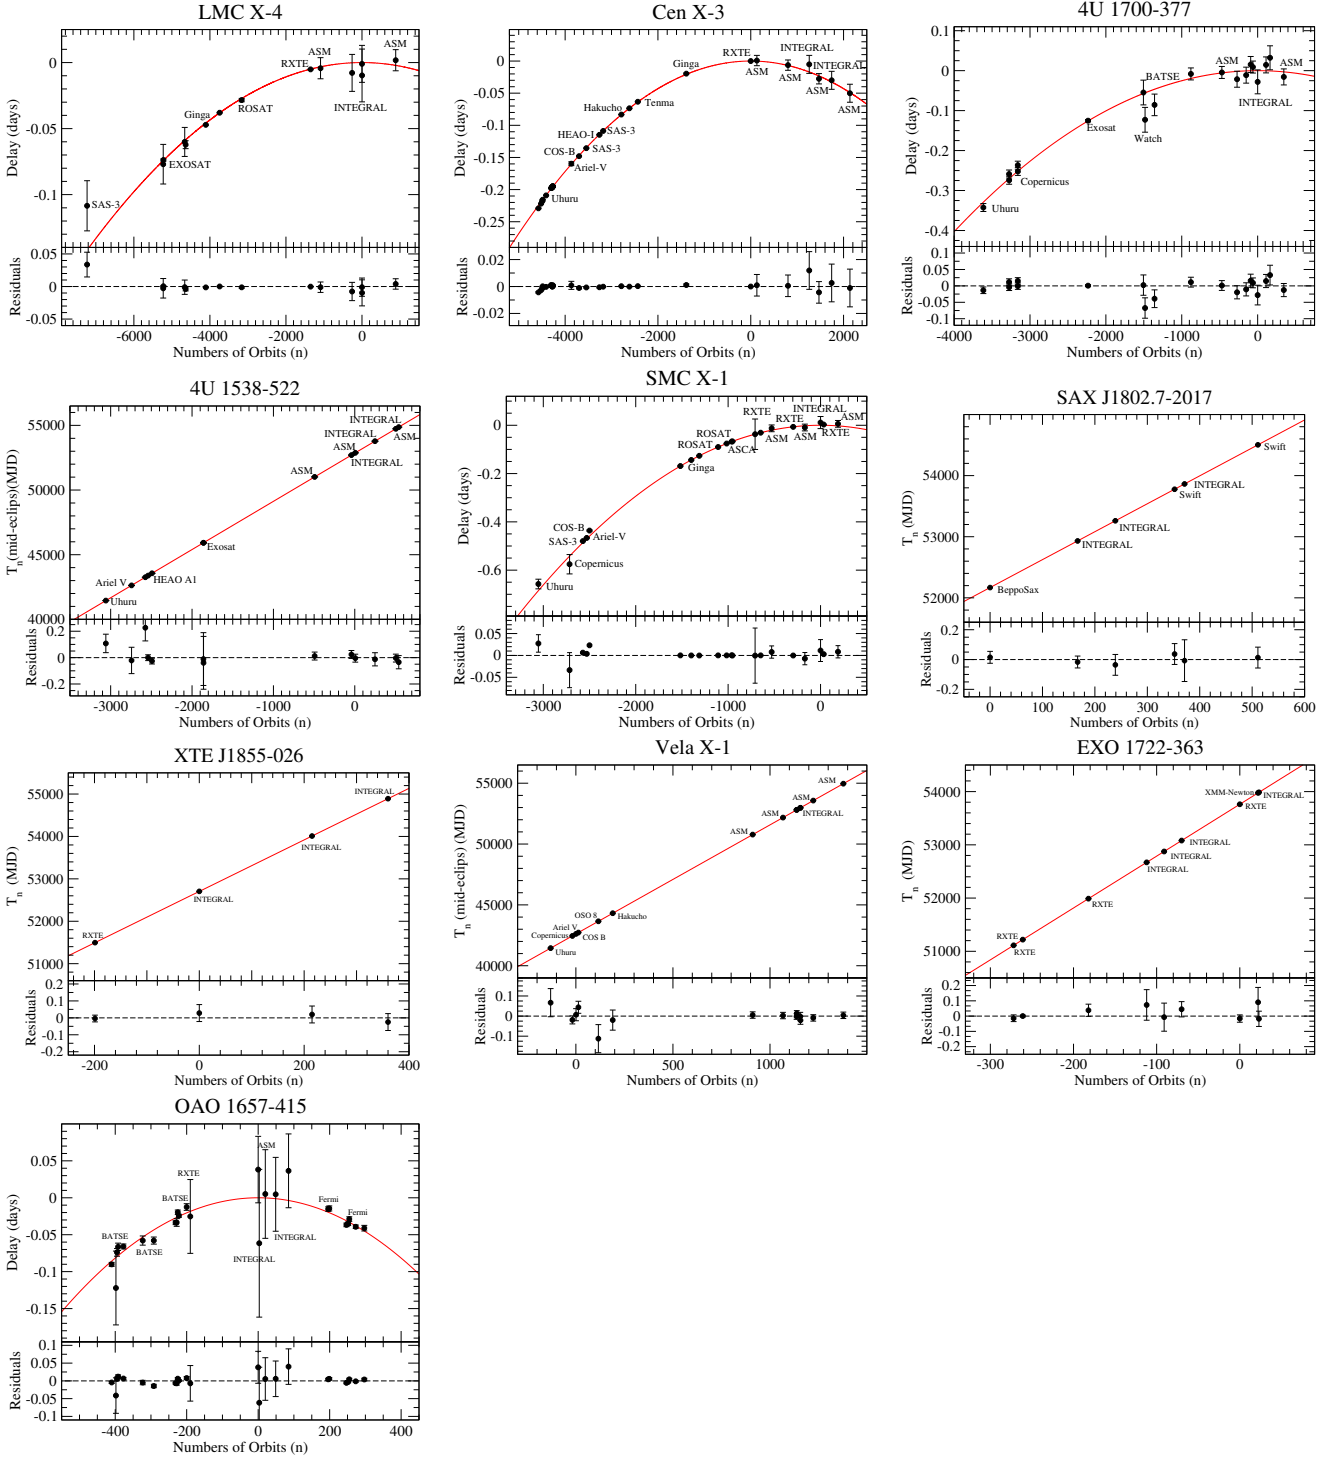 LMC X-4
Delay (days)
0
-0.05
-0.1
ASM
RXTE
ASM
INTEGRAL
ROSAT
Ginga
EXOSAT
SAS-3
Residuals
0.05
0
-0.05
-6000 -4000 -2000 0
Numbers of Orbits (n)
Cen X-3
Delay (days)
0
-0.05
-0.1
-0.15
-0.2
-0.25
RXTE
INTEGRAL
INTEGRAL
ASM
ASM
ASM
ASM
Ginga
Hakucho
Tenma
HEAO-1
SAS-3
SAS-3
COS-B
Ariel-V
Uhuru
Residuals
0.02
0
-0.02
-4000 -2000 0 2000
Numbers of Orbits (n)
4U 1700-377
Delay (days)
0.1
0
-0.1
-0.2
-0.3
-0.4
ASM
ASM
BATSE
INTEGRAL
Exosat
Watch
Copernicus
Uhuru
Residuals
0.1
0.05
0
-0.05
-0.1
-4000 -3000 -2000 -1000 0
Numbers of Orbits (n)
4U 1538-522
T_n(mid-eclips)(MJD)
55000
50000
45000
40000
INTEGRAL
INTEGRAL
ASM
ASM
INTEGRAL
ASM
Exosat
Ariel V
HEAO A1
Uhuru
Residuals
0.2
0
-0.2
-3000 -2000 -1000 0
Numbers of Orbits (n)
SMC X-1
Delay (days)
0
-0.2
-0.4
-0.6
RXTE
INTEGRAL
RXTE
ASM
ROSAT
ASM
ASM
RXTE
ROSAT
ASCA
Ginga
COS-B
SAS-3
Ariel-V
Copernicus
Uhuru
Residuals
0.05
0
-0.05
-3000 -2000 -1000 0
Numbers of Orbits (n)
SAX J1802.7-2017
T_n (MJD)
54000
53000
52000
Swift
INTEGRAL
Swift
INTEGRAL
INTEGRAL
BeppoSax
Residuals
0.2
0
-0.2
0 100 200 300 400 500 600
Numbers of Orbits (n)
XTE J1855-026
T_n (MJD)
55000
54000
53000
52000
51000
INTEGRAL
INTEGRAL
INTEGRAL
RXTE
Residuals
0.2
0.1
0
-0.1
-0.2
-200 0 200 400
Numbers of Orbits (n)
Vela X-1
T_n (mid-eclips) (MJD)
55000
50000
45000
40000
ASM
ASM
ASM
INTEGRAL
ASM
OSO 8
Hakucho
Ariel V
Copernicus
COS B
Uhuru
Residuals
0.1
0
-0.1
0 500 1000
Numbers of Orbits (n)
EXO 1722-363
T_n (MJD)
54000
53000
52000
51000
XMM-Newton
INTEGRAL
RXTE
INTEGRAL
INTEGRAL
INTEGRAL
RXTE
RXTE
RXTE
Residuals
0.2
0.1
0
-0.1
-0.2
-300 -200 -100 0
Numbers of Orbits (n)
OAO 1657-415
Delay (days)
0.05
0
-0.05
-0.1
-0.15
ASM
RXTE
BATSE
Fermi
Fermi
BATSE
BATSE
INTEGRAL
INTEGRAL
Residuals
0.1
0.05
0
-0.05
-0.1
-400 -200 0 200 400
Numbers of Orbits (n)